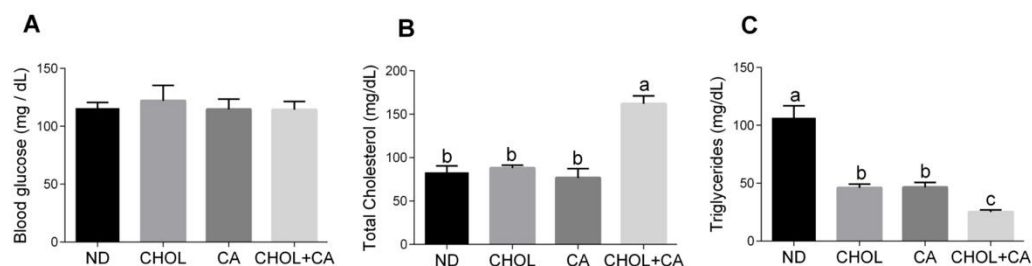 A
Blood glucose (mg / dL)
150
100
50
0
ND CHOL CA CHOL+CA
B
Total Cholesterol (mg/dL)
200
150
100
50
0
b b b a
ND CHOL CA CHOL+CA
C
Triglycerides (mg/dL)
150
100
50
0
a b b c
ND CHOL CA CHOL+CA